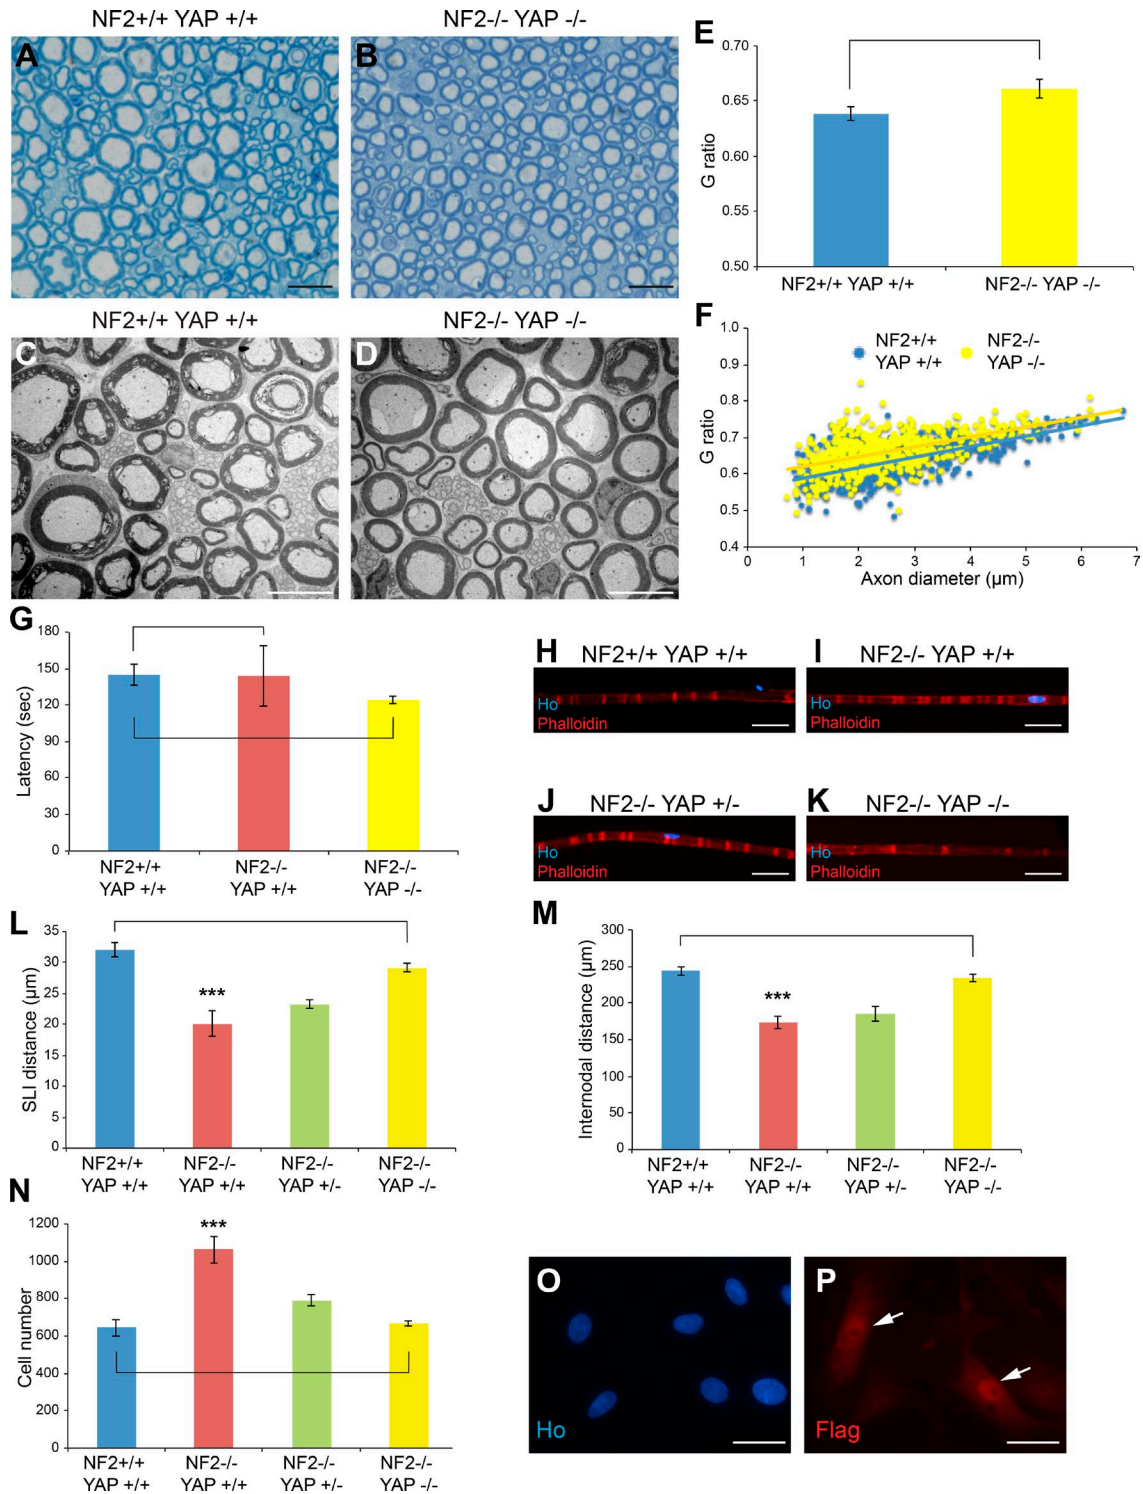 NF2+/+ YAP +/+
NF2-/- YAP -/-
A
B
E
0.70
0.65
0.60
0.55
0.50
G ratio
NF2+/+ YAP +/+
NF2-/- YAP -/-
NF2+/+ YAP +/+
NF2-/- YAP -/-
C
D
F
1.0
0.9
0.8
0.7
0.6
0.5
0.4
G ratio
NF2+/+
YAP +/+
NF2-/-
YAP -/-
0 1 2 3 4 5 6 7
Axon diameter (µm)
G
180
150
120
90
60
30
0
Latency (sec)
NF2+/+
YAP +/+
NF2-/-
YAP +/+
NF2-/-
YAP -/-
H
NF2+/+ YAP +/+
Ho
Phalloidin
I
NF2-/- YAP +/+
Ho
Phalloidin
J
NF2-/- YAP +/-
Ho
Phalloidin
K
NF2-/- YAP -/-
Ho
Phalloidin
L
35
30
25
20
15
10
5
0
SLI distance (µm)
***
NF2+/+
YAP +/+
NF2-/-
YAP +/+
NF2-/-
YAP +/-
NF2-/-
YAP -/-
M
300
250
200
150
100
50
0
Internodal distance (µm)
***
NF2+/+
YAP +/+
NF2-/-
YAP +/+
NF2-/-
YAP +/-
NF2-/-
YAP -/-
N
1200
1000
800
600
400
200
0
Cell number
***
NF2+/+
YAP +/+
NF2-/-
YAP +/+
NF2-/-
YAP +/-
NF2-/-
YAP -/-
O
Ho
P
Flag